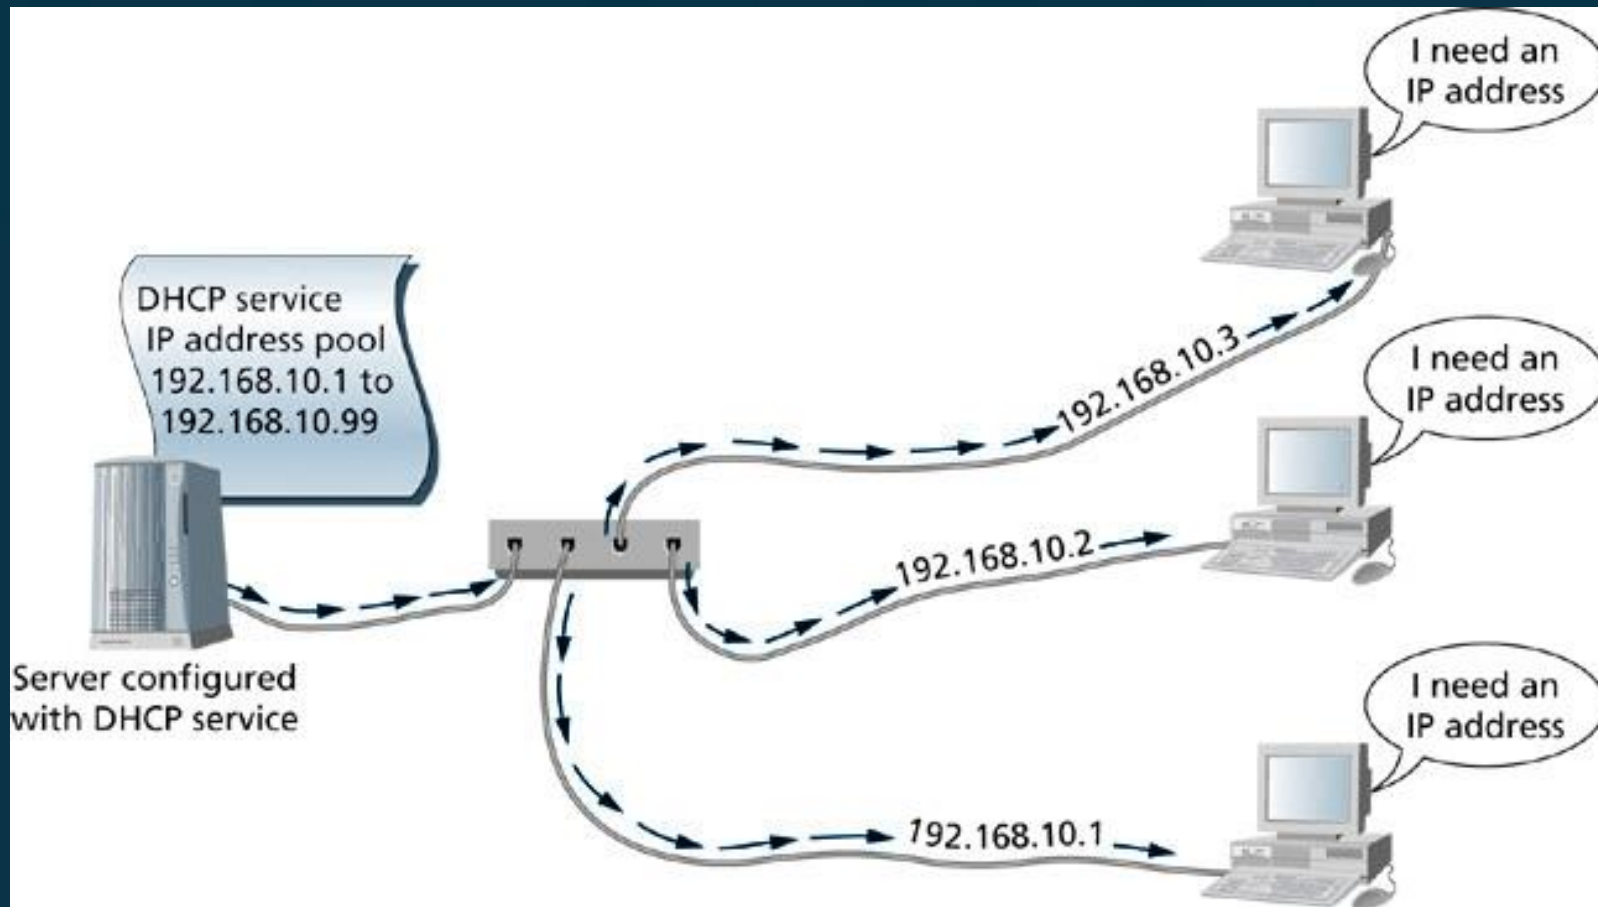 I need an
IP address
DHCP service
IP address pool
192.168.10.1 to
192.168.10.99
192.168.10.3
I need an
IP address
192.168.10.2
Server configured
with DHCP service
I need an
IP address
192.168.10.1